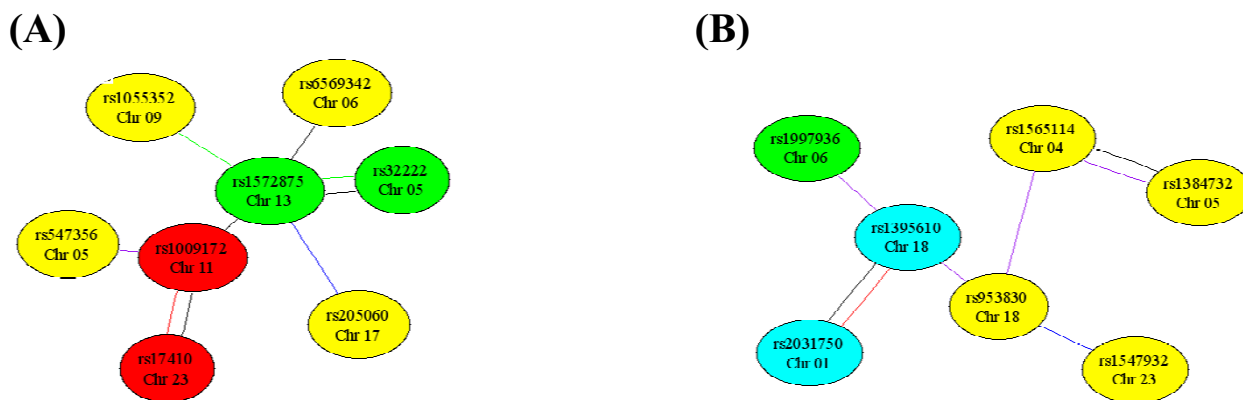 (A)
rs1055352
Chr 09
rs6569342
Chr 06
rs1572875
Chr 13
rs32222
Chr 05
rs547356
Chr 05
rs1009172
Chr 11
rs205060
Chr 17
rs17410
Chr 23
(B)
rs1997936
Chr 06
rs1565114
Chr 04
rs1384732
Chr 05
rs1395610
Chr 18
rs953830
Chr 18
rs2031750
Chr 01
rs1547932
Chr 23